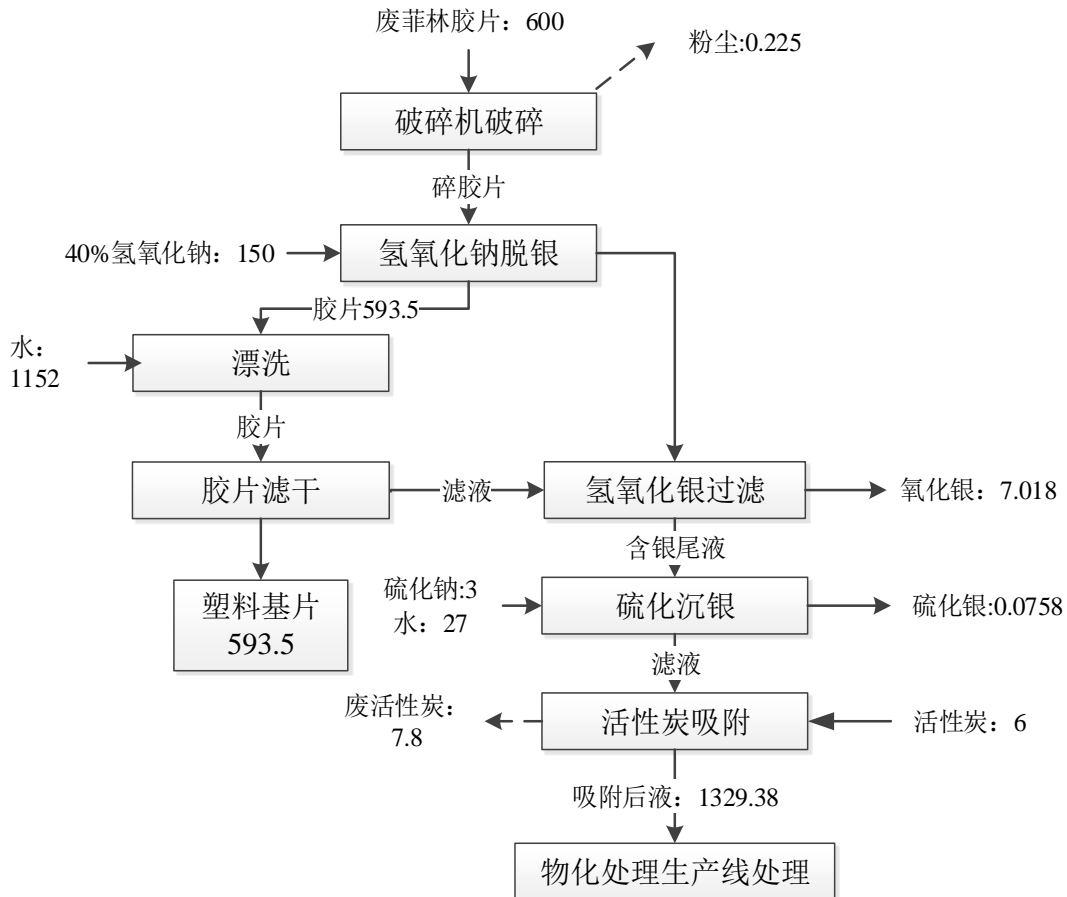 废菲林胶片：600
粉尘:0.225
破碎机破碎
碎胶片
40%氢氧化钠：150
氢氧化钠脱银
胶片593.5
水：
1152
漂洗
胶片
胶片滤干
滤液
氢氧化银过滤
氧化银：7.018
含银尾液
塑料基片
593.5
硫化钠:3
水：27
硫化沉银
硫化银:0.0758
滤液
废活性炭：
7.8
活性炭吸附
活性炭：6
吸附后液：1329.38
物化处理生产线处理